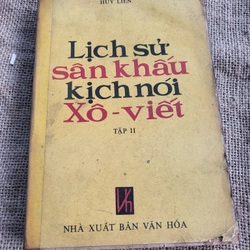 HUY LIÊN
Lịch sử
sân khấu
kịch nói
Xô-viết
TẬP II
NHÀ XUẤT BẢN VĂN HÓA